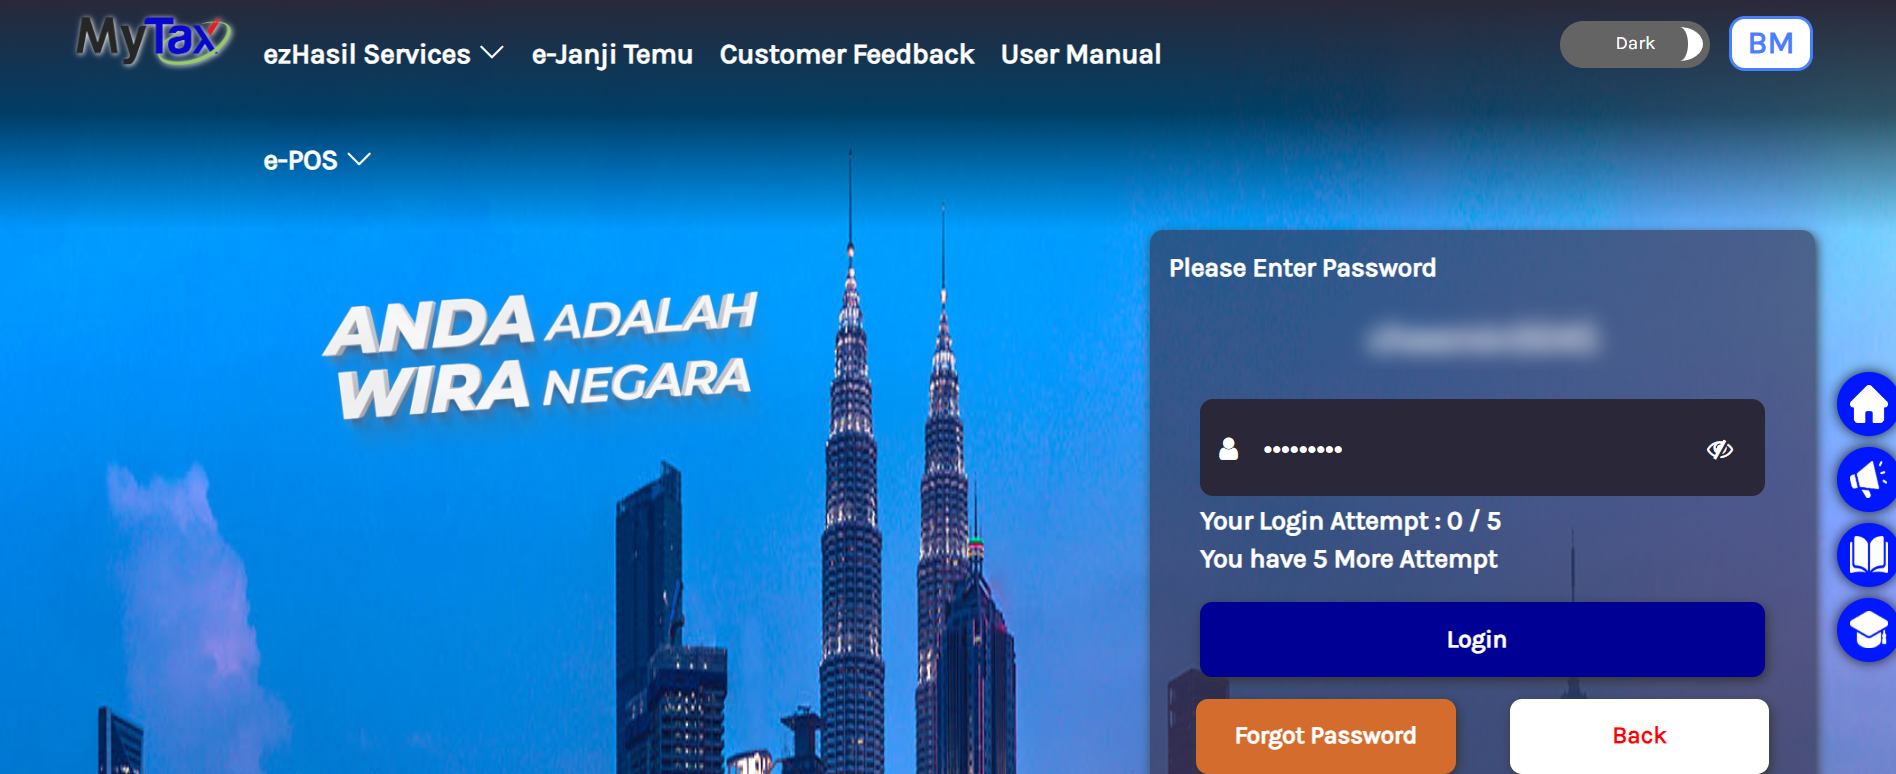 MyTax
ezHasil Services
e-Janji Temu
Customer Feedback
User Manual
Dark
BM
e-POS
ANDA ADALAH
WIRA NEGARA
Please Enter Password
Your Login Attempt : 0 / 5
You have 5 More Attempt
Login
Forgot Password
Back